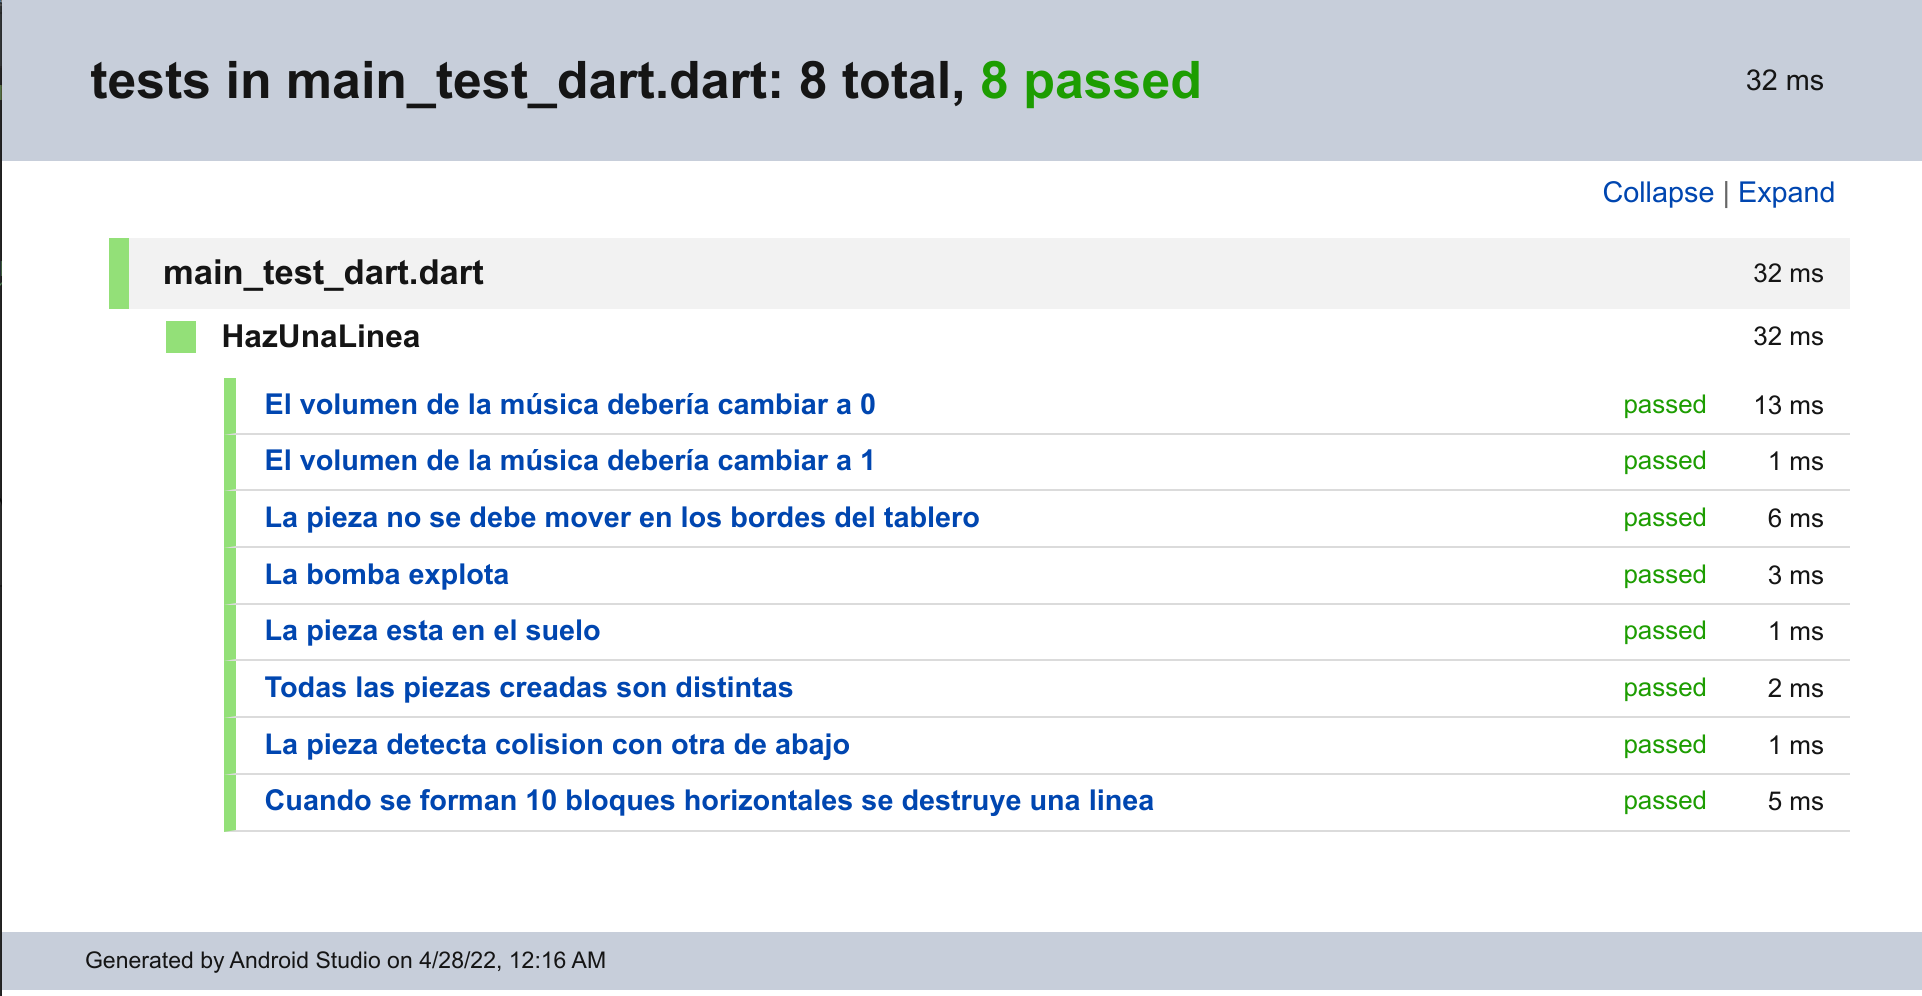 tests in main_test_dart.dart: 8 total, 8 passed 32 ms
Collapse | Expand
main_test_dart.dart 32 ms
HazUnaLinea 32 ms
El volumen de la música debería cambiar a 0 passed 13 ms
El volumen de la música debería cambiar a 1 passed 1 ms
La pieza no se debe mover en los bordes del tablero passed 6 ms
La bomba explota passed 3 ms
La pieza esta en el suelo passed 1 ms
Todas las piezas creadas son distintas passed 2 ms
La pieza detecta colision con otra de abajo passed 1 ms
Cuando se forman 10 bloques horizontales se destruye una linea passed 5 ms
Generated by Android Studio on 4/28/22, 12:16 AM